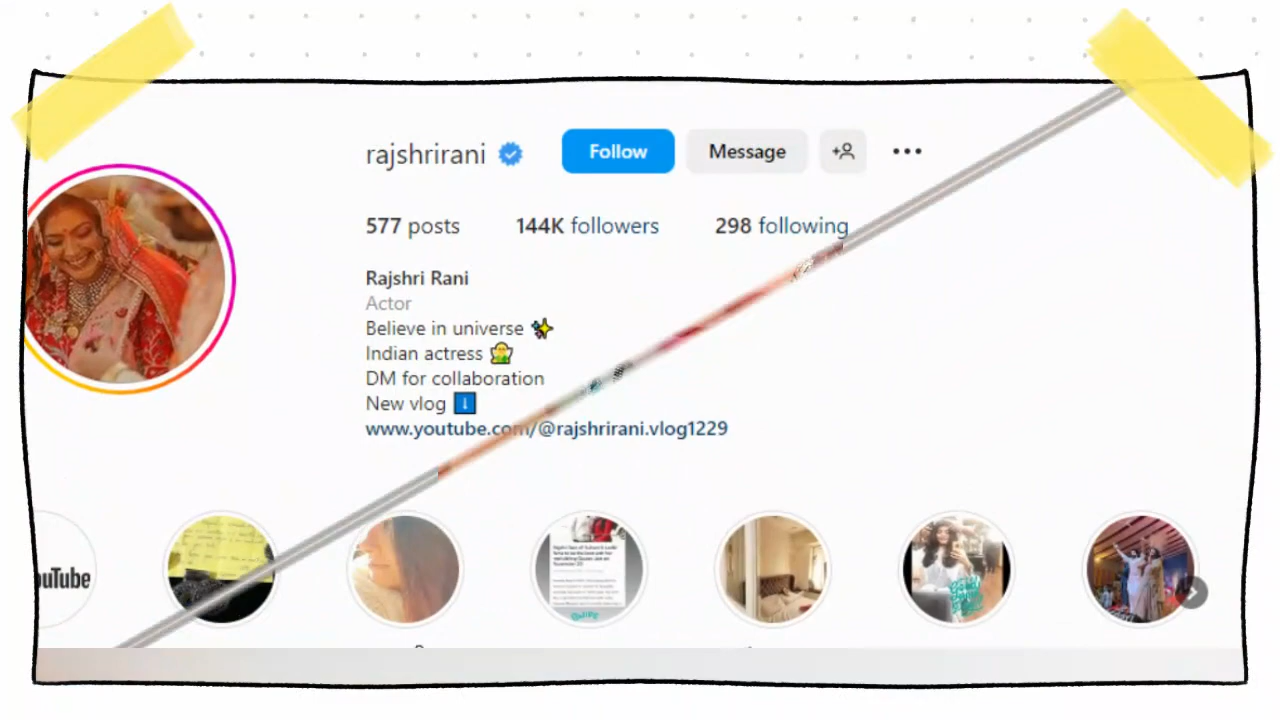 rajshrirani Follow Message
577 posts 144K followers 298 following
Rajshri Rani
Actor
Believe in universe ✨
Indian actress 🧚
DM for collaboration
New vlog ⬇️
www.youtube.com/@rajshrirani.vlog1229
ouTube